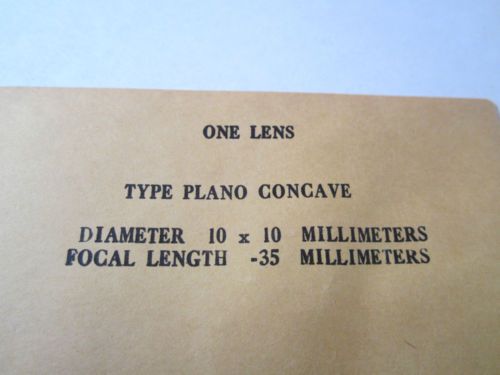 ONE LENS
TYPE PLANO CONCAVE
DIAMETER 10 x 10 MILLIMETERS
FOCAL LENGTH -35 MILLIMETERS